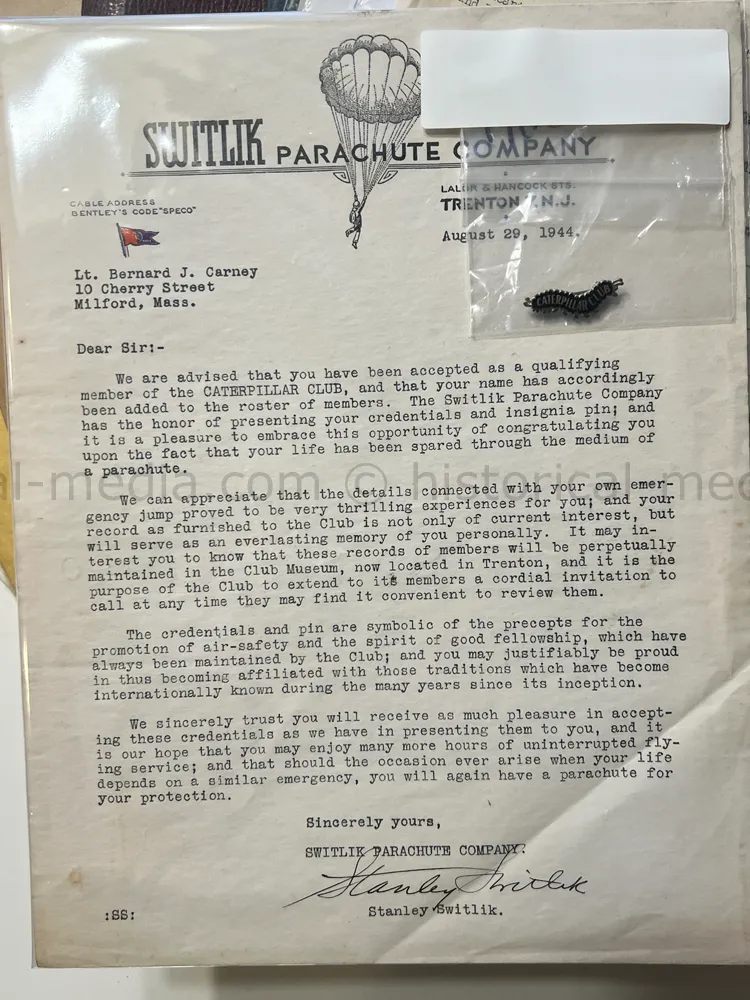 SWITLIK PARACHUTE COMPANY
CABLE ADDRESS
BENTLEY'S CODE "SPECO"
LALOR & HANCOCK STS.
TRENTON 7, N.J.
August 29, 1944.
CATERPILLAR CLUB
Lt. Bernard J. Carney
10 Cherry Street
Milford, Mass.
Dear Sir:-
We are advised that you have been accepted as a qualifying
member of the CATERPILLAR CLUB, and that your name has accordingly
been added to the roster of members. The Switlik Parachute Company
has the honor of presenting your credentials and insignia pin; and
it is a pleasure to embrace this opportunity of congratulating you
upon the fact that your life has been spared through the medium of
a parachute.
al-media.com © historical-med
We can appreciate that the details connected with your own emer-
gency jump proved to be very thrilling experiences for you; and your
record as furnished to the Club is not only of current interest, but
will serve as an everlasting memory of you personally. It may in-
terest you to know that these records of members will be perpetually
maintained in the Club Museum, now located in Trenton, and it is the
purpose of the Club to extend to its members a cordial invitation to
call at any time they may find it convenient to review them.
The credentials and pin are symbolic of the precepts for the
promotion of air-safety and the spirit of good fellowship, which have
always been maintained by the Club; and you may justifiably be proud
in thus becoming affiliated with those traditions which have become
internationally known during the many years since its inception.
We sincerely trust you will receive as much pleasure in accept-
ing these credentials as we have in presenting them to you, and it
is our hope that you may enjoy many more hours of uninterrupted fly-
ing service; and that should the occasion ever arise when your life
depends on a similar emergency, you will again have a parachute for
your protection.
Sincerely yours,
SWITLIK PARACHUTE COMPANY.
Stanley Switlik
:SS:
Stanley Switlik.